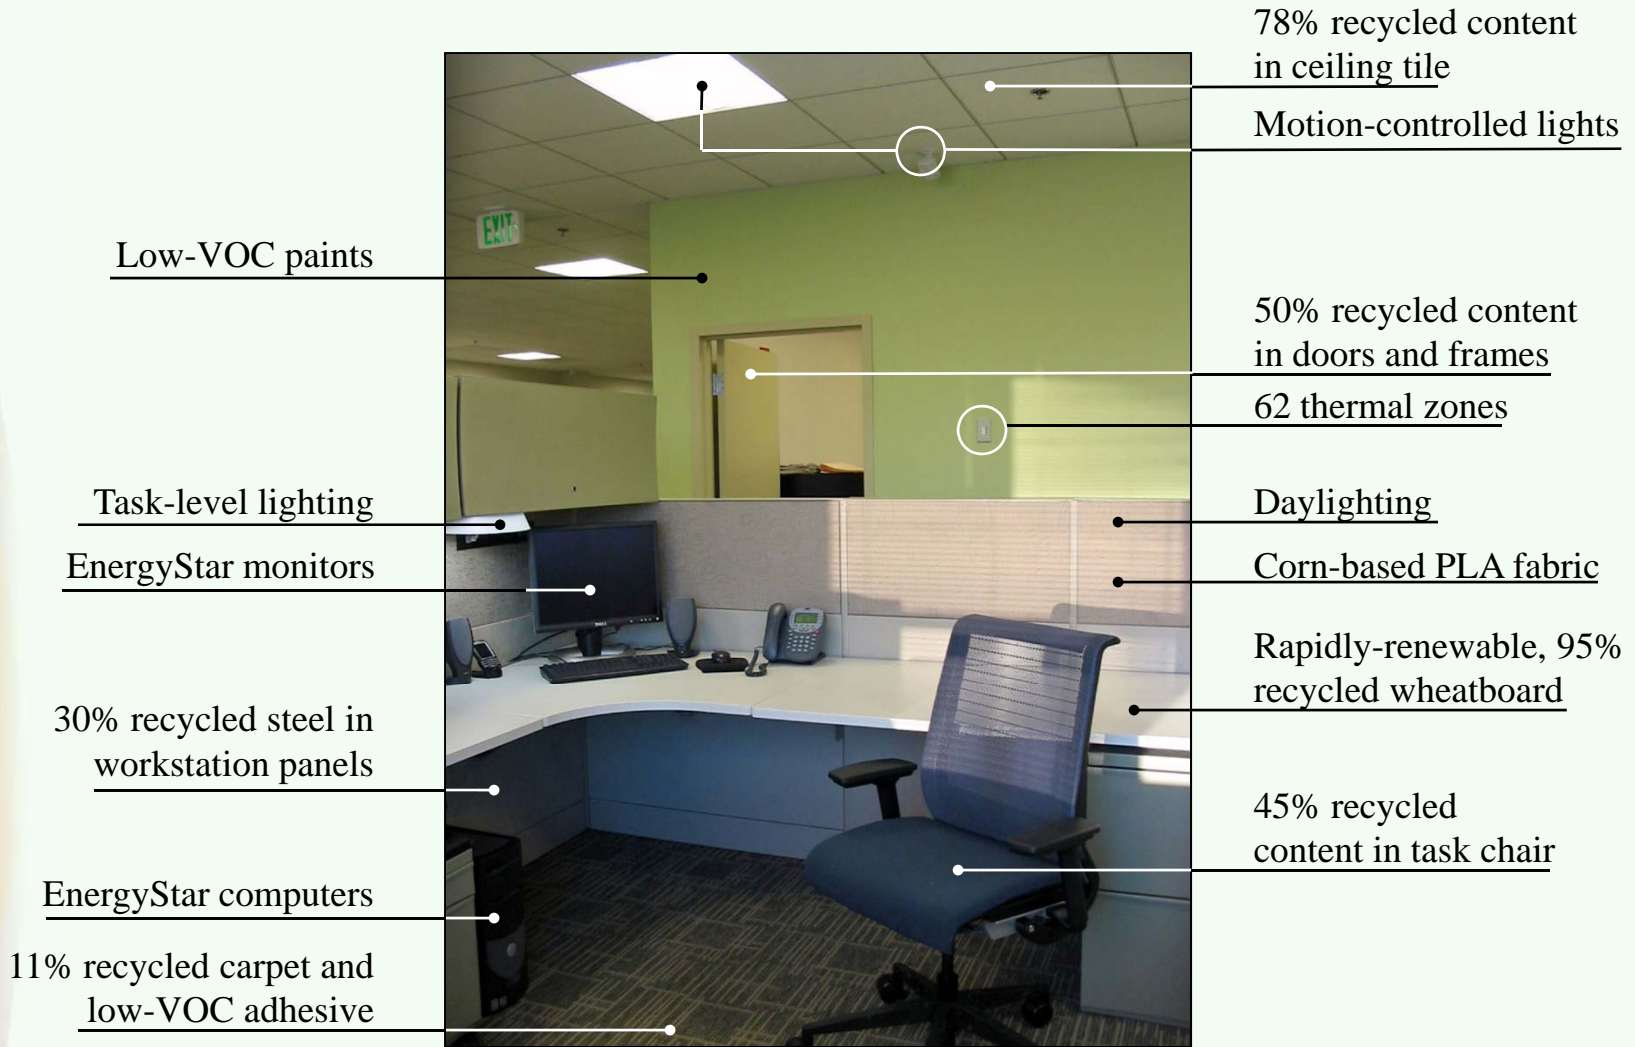 78% recycled content
in ceiling tile
Motion-controlled lights
EXIT
Low-VOC paints
50% recycled content
in doors and frames
62 thermal zones
Task-level lighting
Daylighting
EnergyStar monitors
Corn-based PLA fabric
DELL
Rapidly-renewable, 95%
recycled wheatboard
30% recycled steel in
workstation panels
45% recycled
content in task chair
EnergyStar computers
11% recycled carpet and
low-VOC adhesive